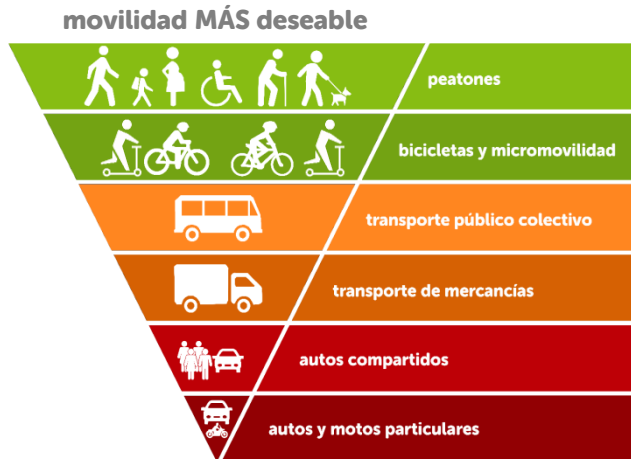 movilidad MÁS deseable
peatones
bicicletas y micromovilidad
transporte público colectivo
transporte de mercancías
autos compartidos
autos y motos particulares